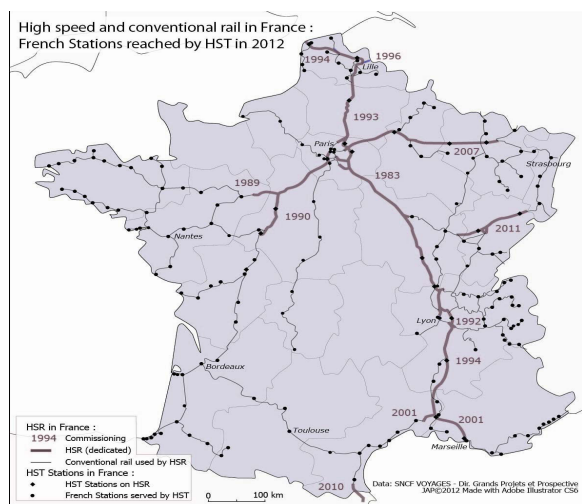 High speed and conventional rail in France :
French Stations reached by HST in 2012
1994
1996
Lille
1993
Paris
2007
Strasbourg
1983
1989
1990
2011
Nantes
Lyon
1992
1994
Bordeaux
2001
2001
Toulouse
Marseille
2010
HSR in France :
1994 Commissioning
HSR (dedicated)
Conventional rail used by HSR
HST Stations in France :
HST Stations on HSR
French Stations served by HST
0 100 km
Data: SNCF VOYAGES - Dir. Grands Projets et Prospective
JAP©2012 Made with Adobe Illustrator CS6